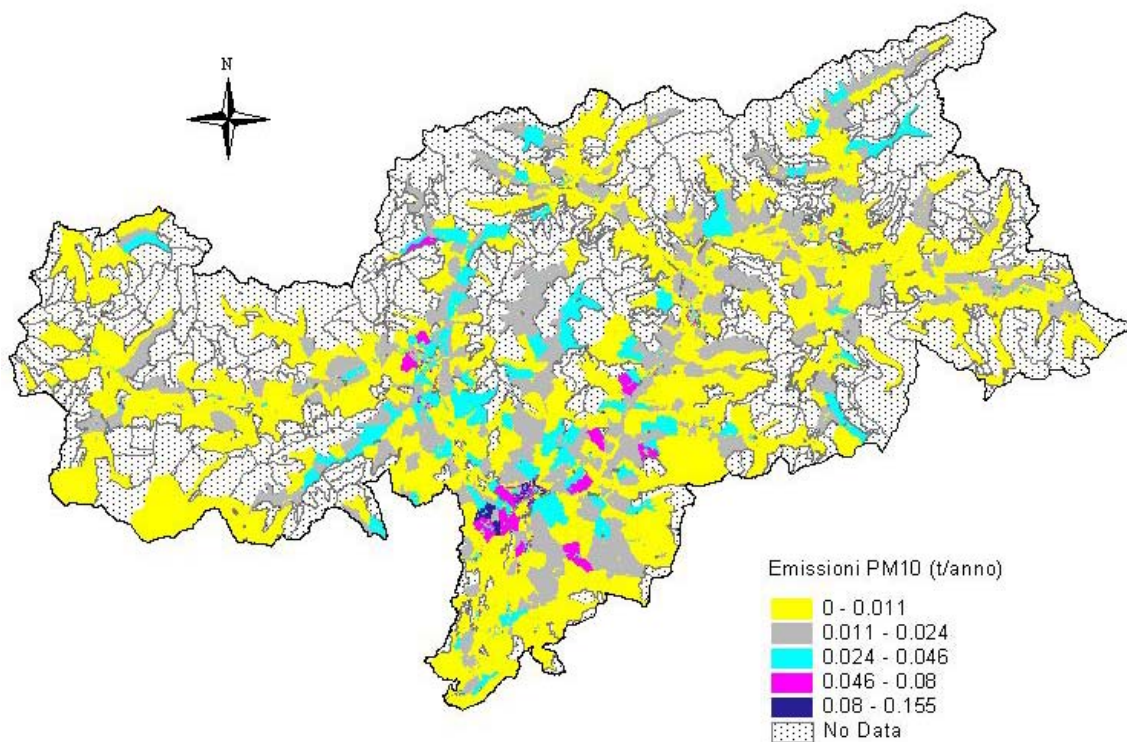 N
Emissioni PM10 (t/anno)
0 - 0.011
0.011 - 0.024
0.024 - 0.046
0.046 - 0.08
0.08 - 0.155
No Data